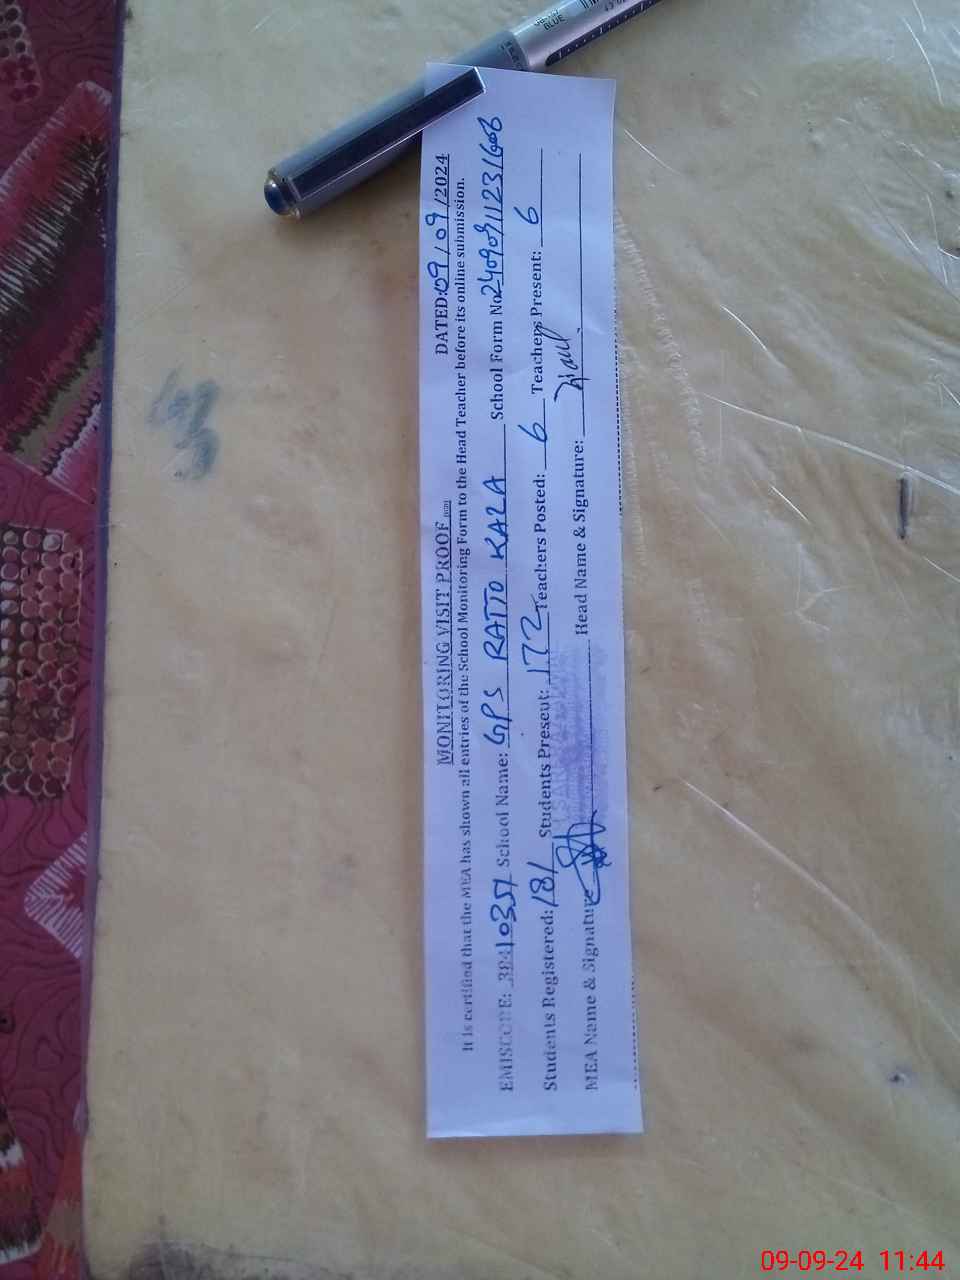 MONITORING VISIT PROOF
DATED: 09/09/2024
It is certified that the MEA has shown all entries of the School Monitoring Form to the Head Teacher before its online submission.
EMISCODE: 38410351 School Name: GPS RATTO KALA School Form No.
Students Registered: 181 Students Present: 172 Teachers Posted: 6 Teachers Present: 6
MEA Name & Signature Head Name & Signature:
BLUE
09-09-24 11:44